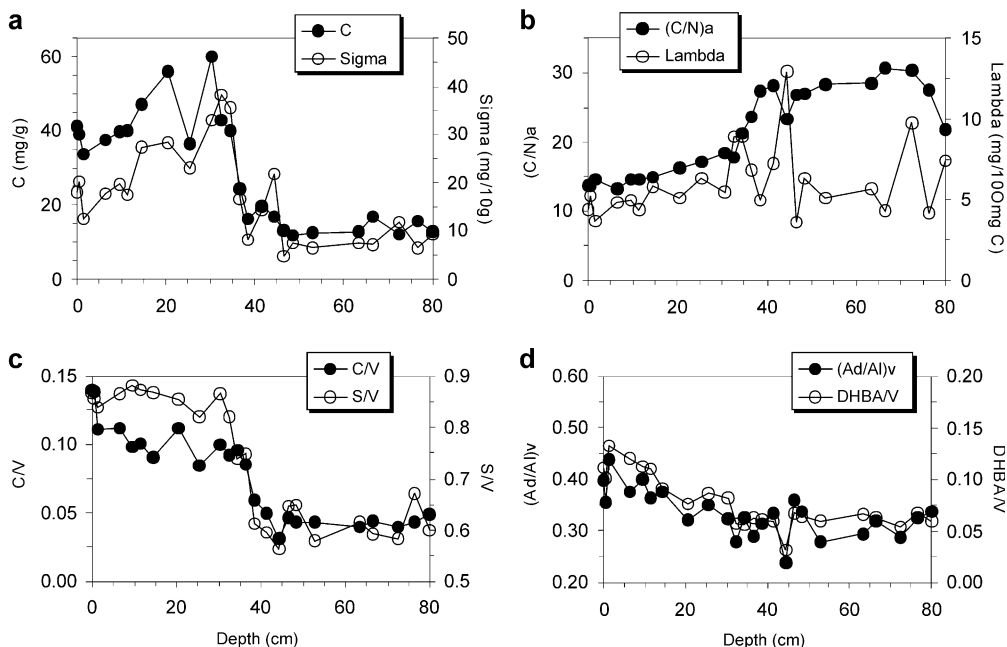 a
C
Sigma
C (mg/g)
60
40
20
0
Sigma (mg/10g)
50
40
30
20
10
0
0 20 40 60 80
b
(C/N)a
Lambda
(C/N)a
30
20
10
0
Lambda (mg/100mg C)
15
10
5
0
0 20 40 60 80
c
C/V
S/V
C/V
0.15
0.10
0.05
0.00
S/V
0.9
0.8
0.7
0.6
0.5
0 20 40 60 80
Depth (cm)
d
(Ad/Al)v
DHBA/V
(Ad/Al)v
0.60
0.50
0.40
0.30
0.20
DHBA/V
0.20
0.15
0.10
0.05
0.00
0 20 40 60 80
Depth (cm)